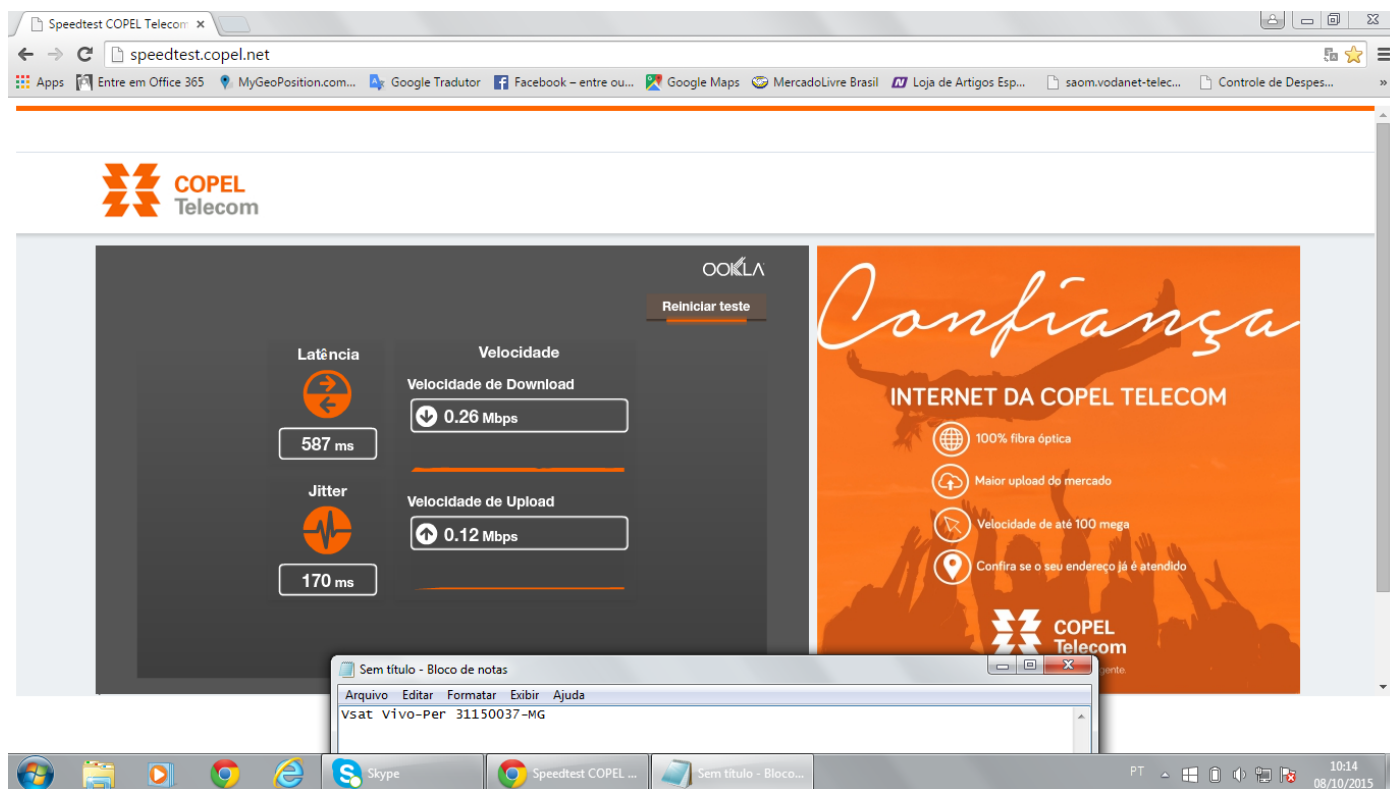 Speedtest COPEL Telecom
speedtest.copel.net
Apps Entre em Office 365 MyGeoPosition.com... Google Tradutor Facebook – entre ou... Google Maps MercadoLivre Brasil Loja de Artigos Esp... saom.vodanet-telec... Controle de Despes... »
COPEL
Telecom
OOKLA
Reiniciar teste
Latência
587 ms
Jitter
170 ms
Velocidade
Velocidade de Download
0.26 Mbps
Velocidade de Upload
0.12 Mbps
Confiança
INTERNET DA COPEL TELECOM
100% fibra óptica
Maior upload do mercado
Velocidade de até 100 mega
Confira se o seu endereço já é atendido
COPEL
Telecom
Sem título - Bloco de notas
Arquivo Editar Formatar Exibir Ajuda
Vsat Vivo-Per 31150037-MG
Skype
Speedtest COPEL ...
Sem título - Bloco...
PT
10:14
08/10/2015